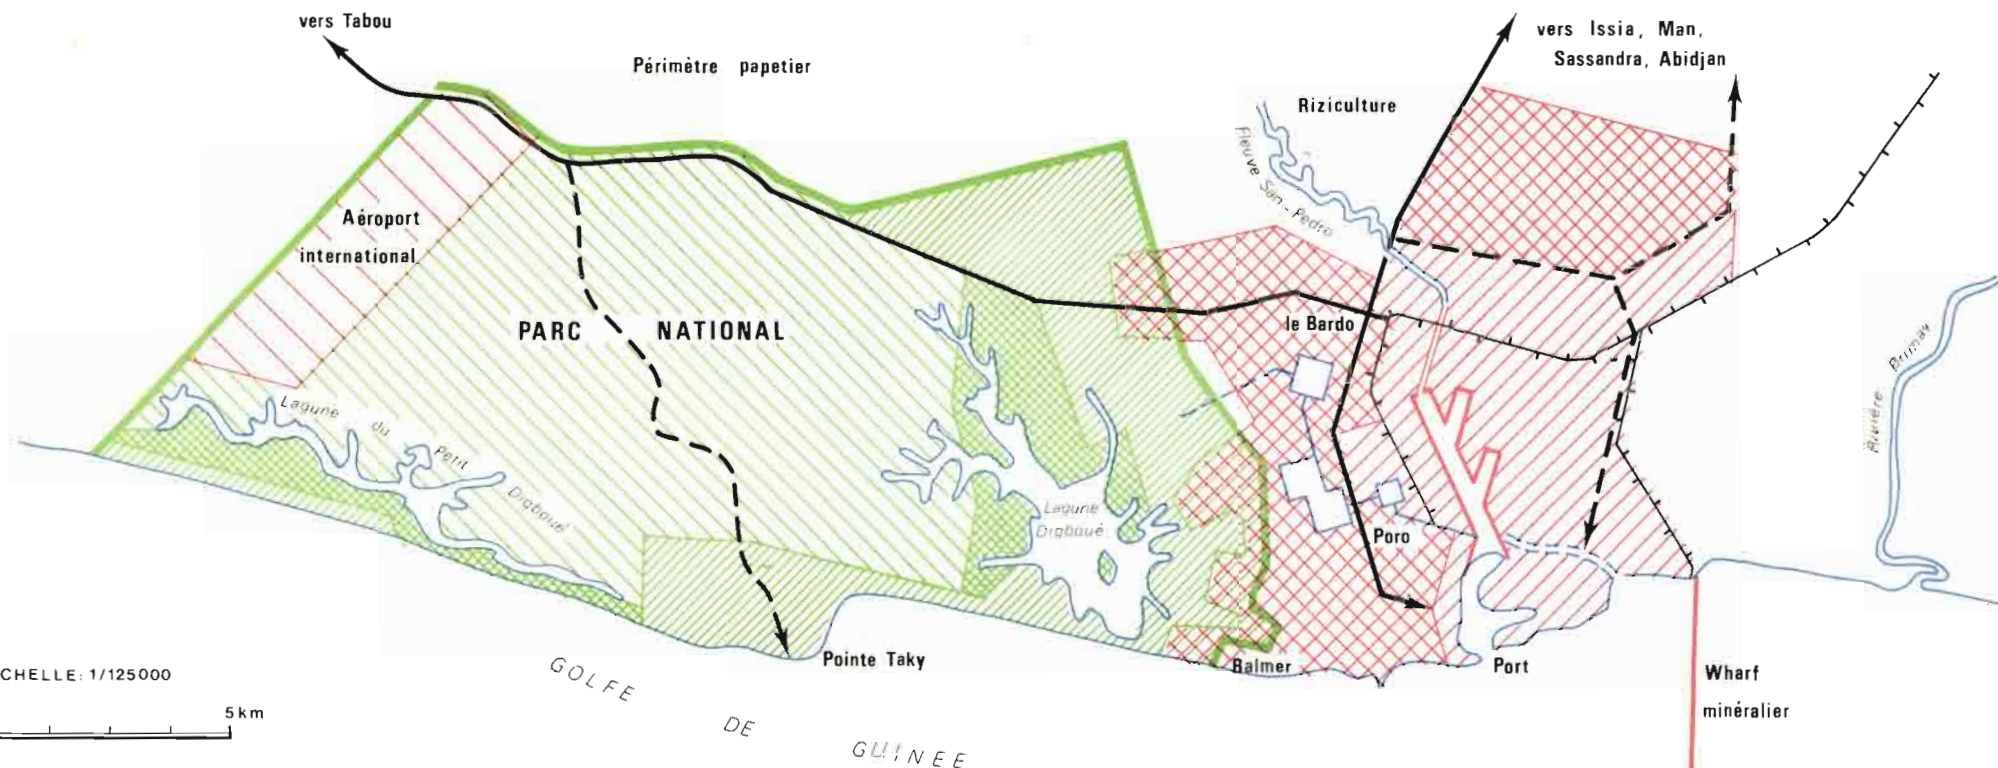 vers Tabou
Périmètre papetier
vers Issia, Man,
Sassandra, Abidjan
Riziculture
Fleuve San-Pedro
Aéroport
international
PARC NATIONAL
le Bardo
Rivière Brimay
Lagune du Petit Digboué
Lagune
Digboué
Poro
Pointe Taky
Balmer
Port
Wharf
minéralier
GOLFE DE GUINEE
CHELLE: 1/125000
5km